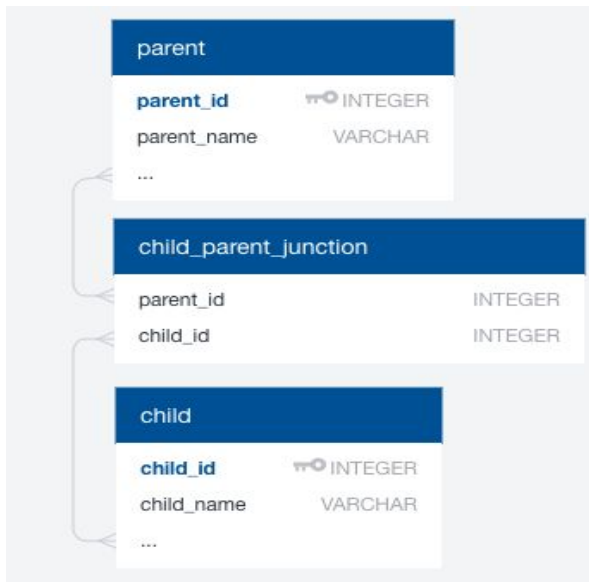 parent
parent_id INTEGER
parent_name VARCHAR
...
child_parent_junction
parent_id INTEGER
child_id INTEGER
child
child_id INTEGER
child_name VARCHAR
...